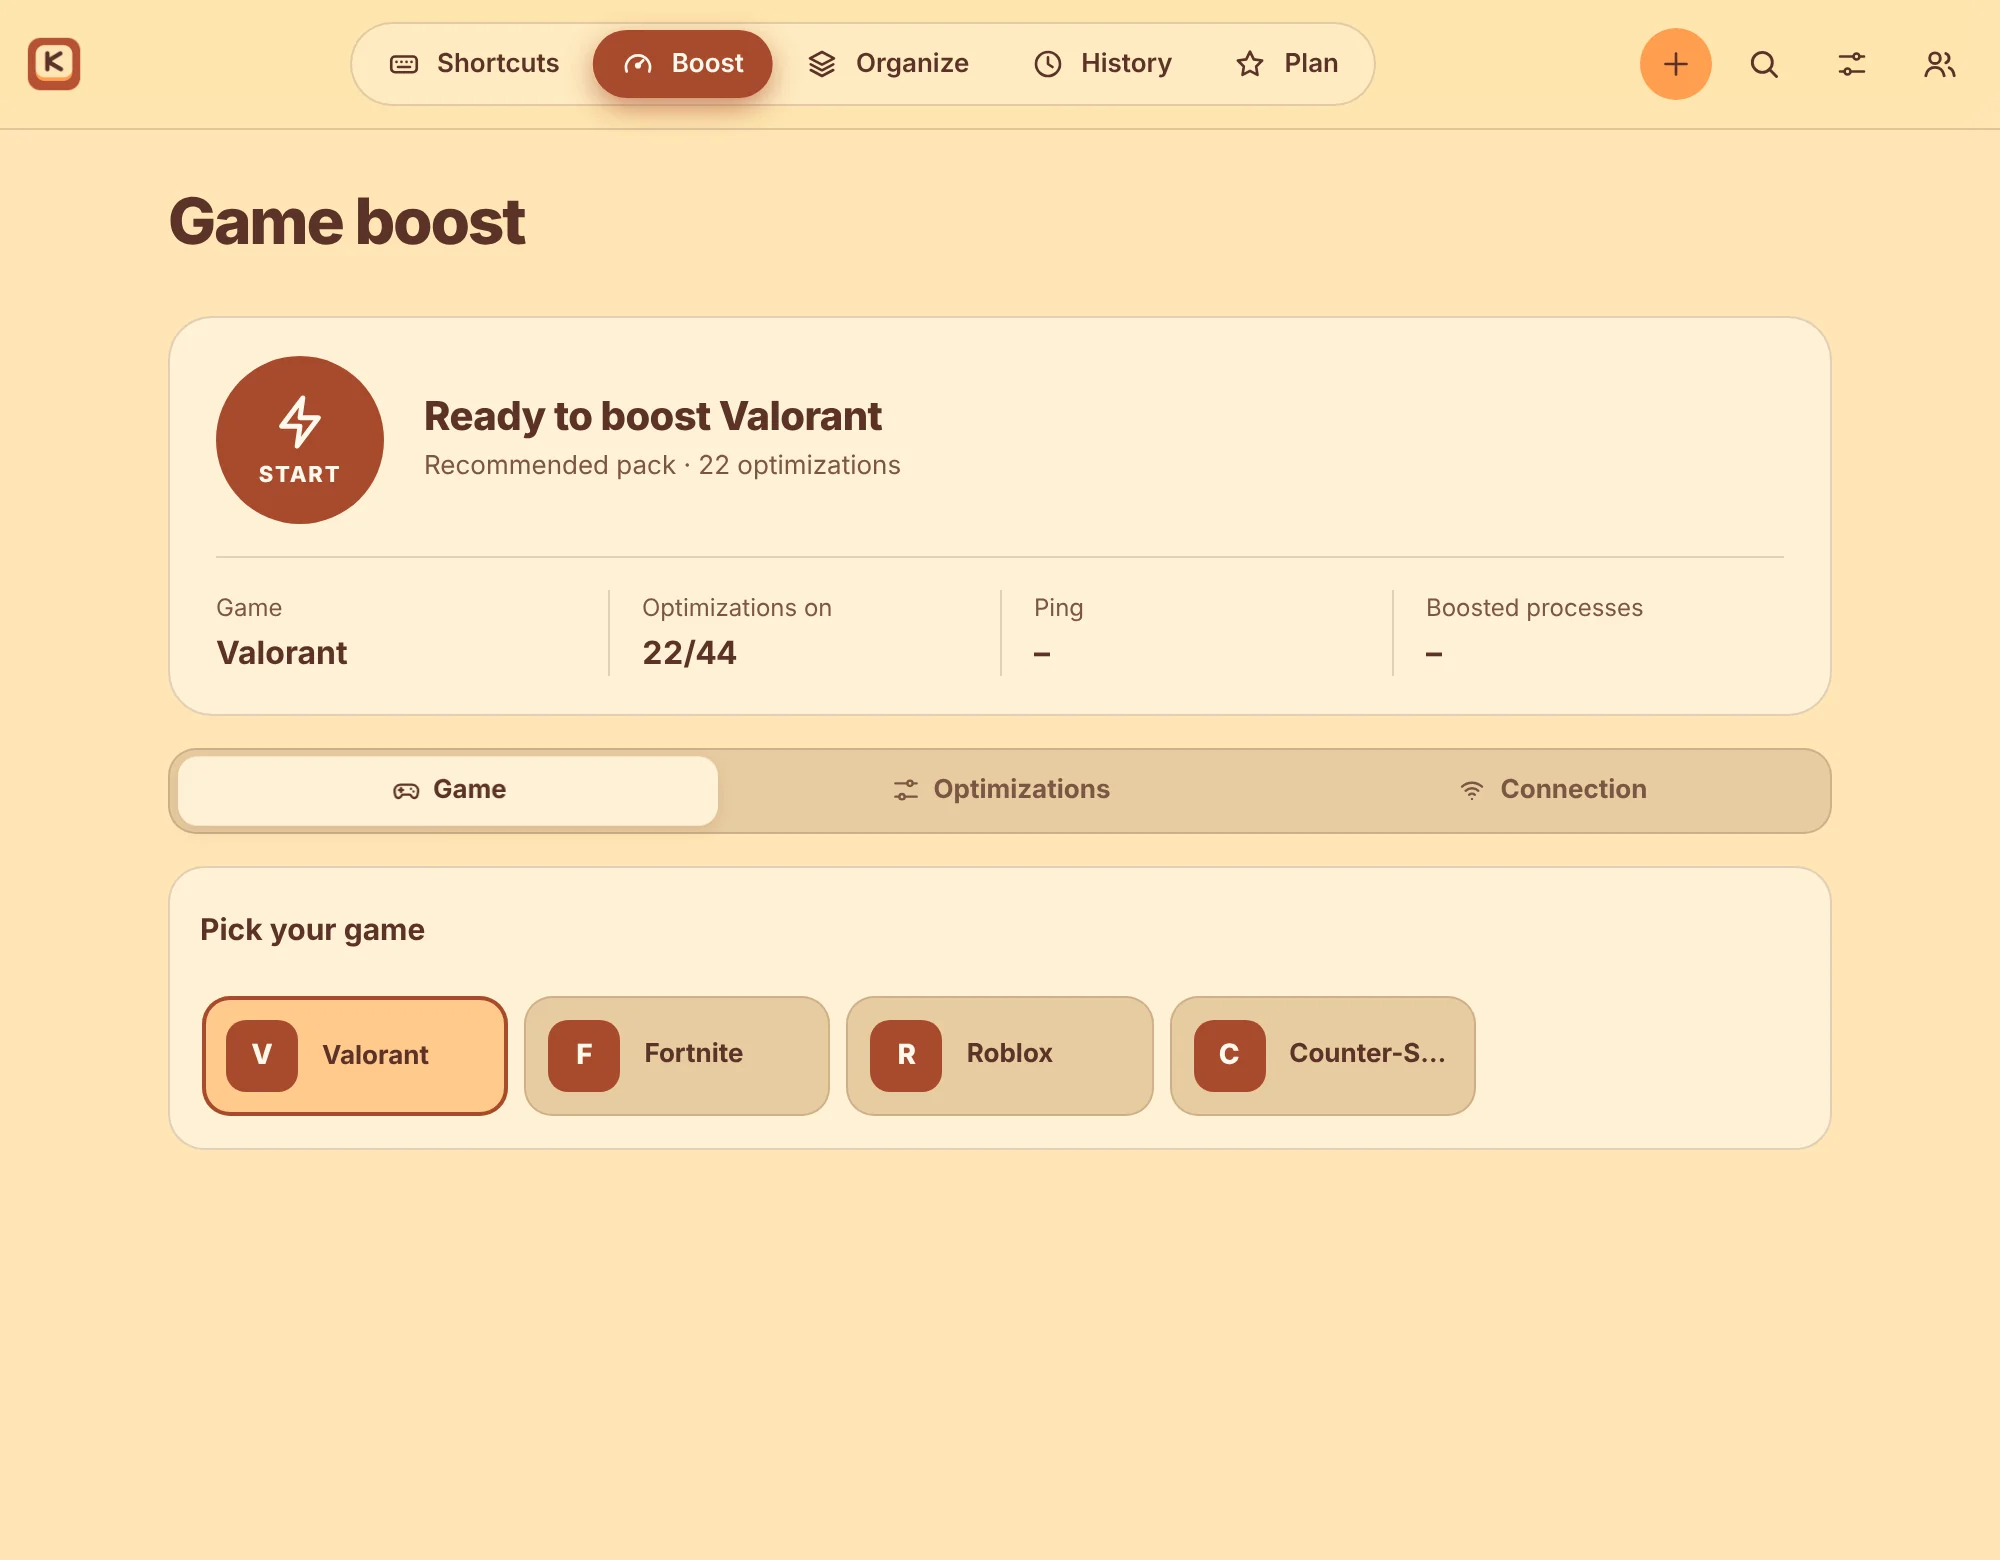 K
Shortcuts
Boost
Organize
History
Plan
Game boost
START
Ready to boost Valorant
Recommended pack · 22 optimizations
Game
Valorant
Optimizations on
22/44
Ping
–
Boosted processes
–
Game
Optimizations
Connection
Pick your game
V
Valorant
F
Fortnite
R
Roblox
C
Counter-S...